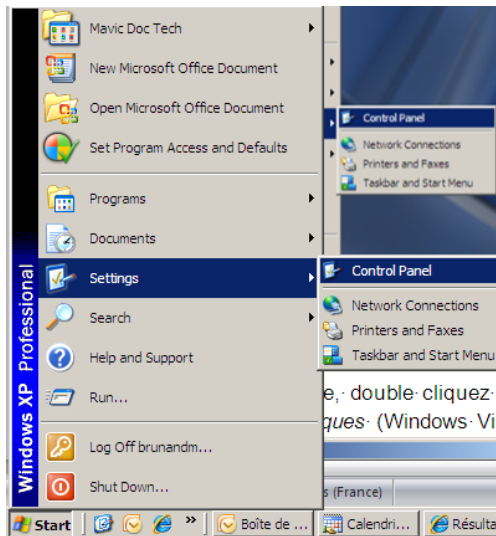 Mavic Doc Tech
New Microsoft Office Document
Open Microsoft Office Document
Set Program Access and Defaults
Programs
Documents
Settings
Search
Help and Support
Run...
Log Off brunandm...
Shut Down...
Windows XP Professional
Control Panel
Network Connections
Printers and Faxes
Taskbar and Start Menu
Control Panel
Network Connections
Printers and Faxes
Taskbar and Start Menu
e, double cliquez
ques (Windows Vi
s (France)
Start
»
Boîte de ...
Calendri...
Résulta